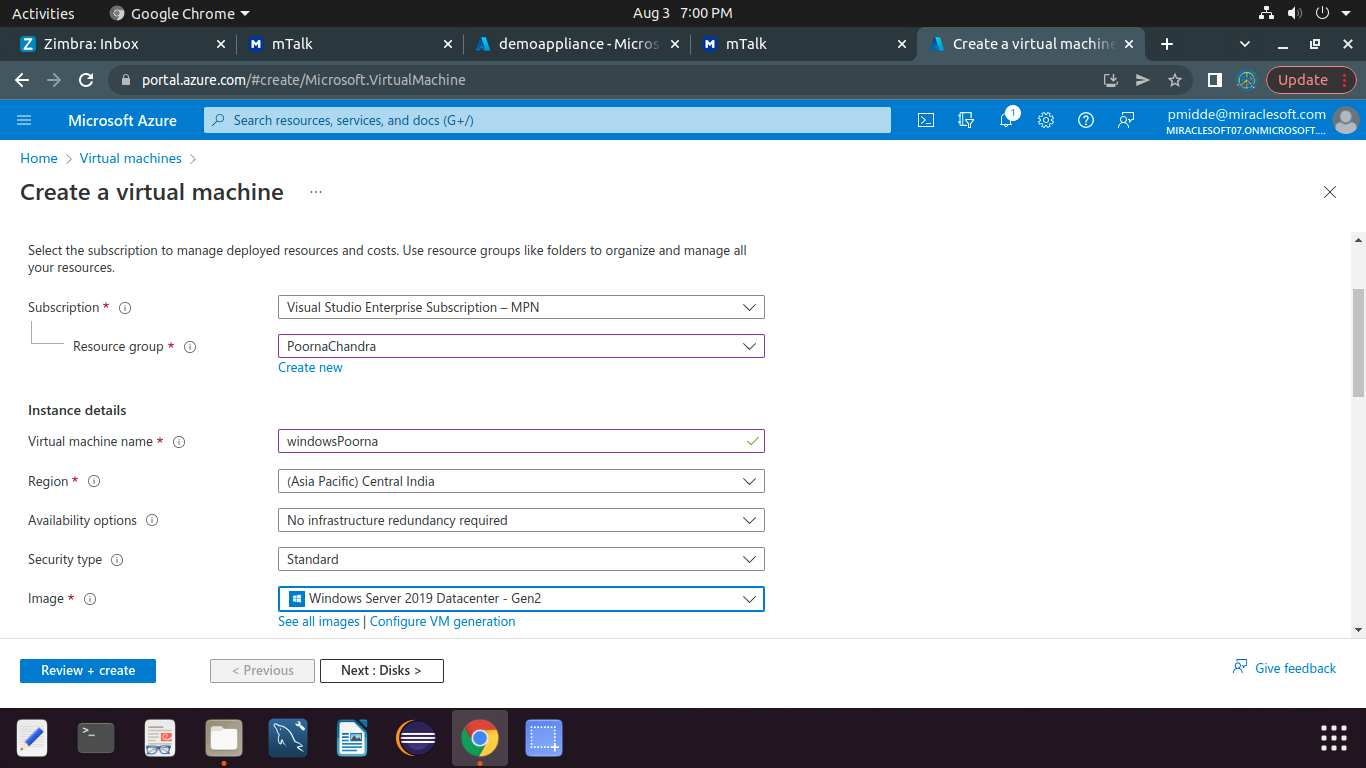 Activities
Google Chrome
Aug 3 7:00 PM
Zimbra: Inbox
mTalk
demoappliance - Micros
mTalk
Create a virtual machine
portal.azure.com/#create/Microsoft.VirtualMachine
Update
Microsoft Azure
Search resources, services, and docs (G+/)
1
pmidde@miraclesoft.com
MIRACLESOFT07.ONMICROSOFT....
Home > Virtual machines >
Create a virtual machine ...
Select the subscription to manage deployed resources and costs. Use resource groups like folders to organize and manage all
your resources.
Subscription * Visual Studio Enterprise Subscription – MPN
Resource group * PoornaChandra
Create new
Instance details
Virtual machine name * windowsPoorna
Region * (Asia Pacific) Central India
Availability options No infrastructure redundancy required
Security type Standard
Image * Windows Server 2019 Datacenter - Gen2
See all images | Configure VM generation
Review + create
< Previous
Next : Disks >
Give feedback